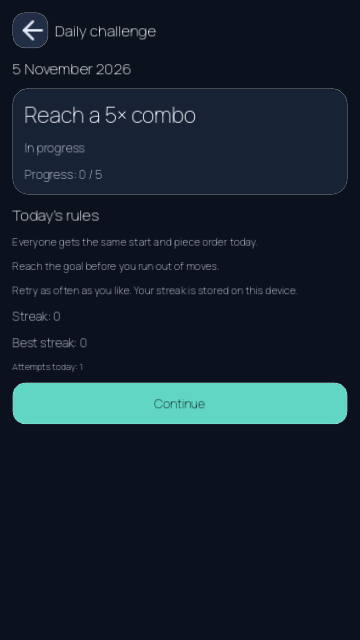 Daily challenge
5 November 2026
Reach a 5× combo
In progress
Progress: 0 / 5
Today's rules
Everyone gets the same start and piece order today.
Reach the goal before you run out of moves.
Retry as often as you like. Your streak is stored on this device.
Streak: 0
Best streak: 0
Attempts today: 1
Continue